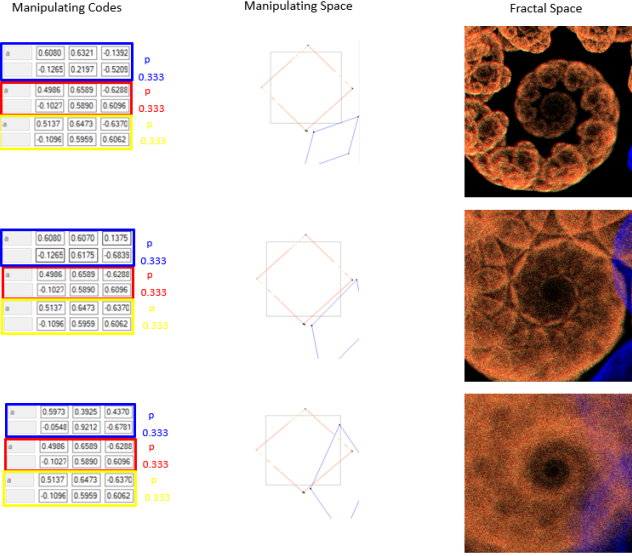 Manipulating Codes Manipulating Space Fractal Space
a 0.6080 0.6321 -0.1392 p
-0.1265 0.2197 -0.5209 0.333
a 0.4986 0.6589 -0.6288 p
-0.1027 0.5890 0.6096 0.333
a 0.5137 0.6473 -0.6370 p
-0.1096 0.5959 0.6062 0.333
a 0.6080 0.6070 0.1375 p
-0.1265 0.6175 -0.6839 0.333
a 0.4986 0.6589 -0.6288 p
-0.1027 0.5890 0.6096 0.333
a 0.5137 0.6473 -0.6370 p
-0.1096 0.5959 0.6062 0.333
a 0.5973 0.3925 0.4370 p
-0.0548 0.9212 -0.6781 0.333
a 0.4986 0.6589 -0.6288 p
-0.1027 0.5890 0.6096 0.333
a 0.5137 0.6473 -0.6370 p
-0.1096 0.5959 0.6062 0.333